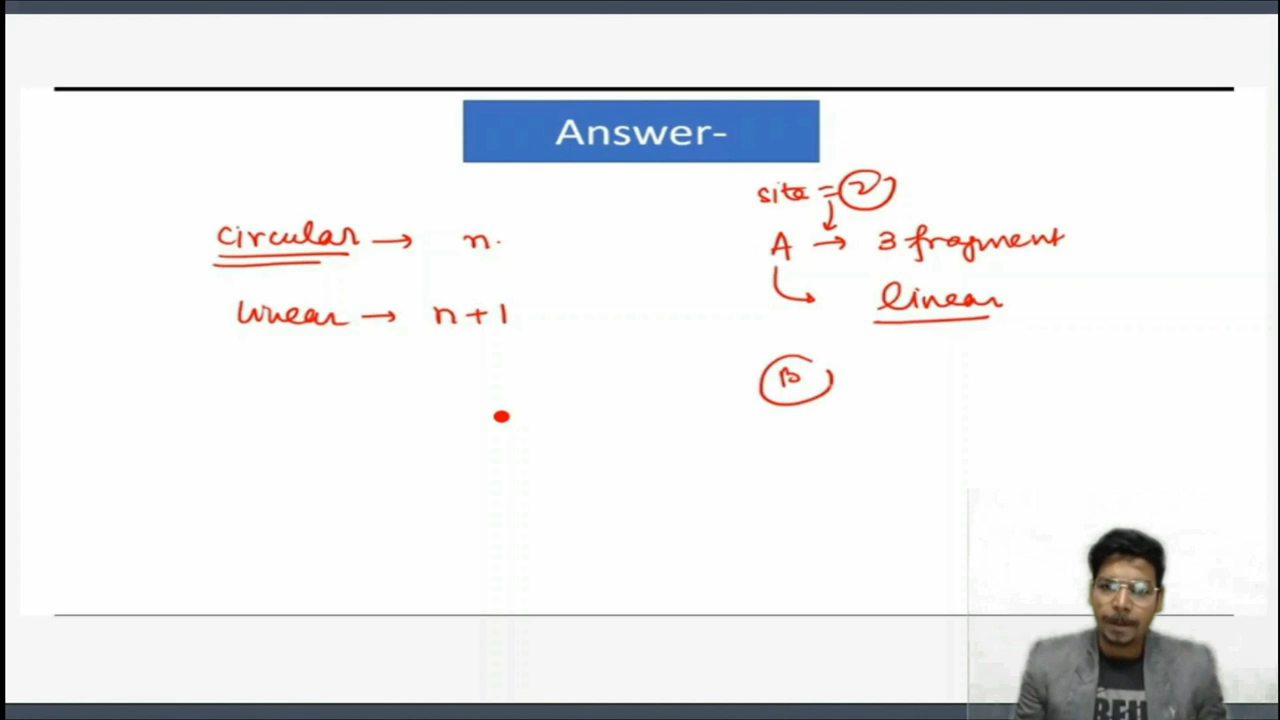 Answer-
circular → n.
linear → n+1
site = 2
A → 3 fragment
linear
B